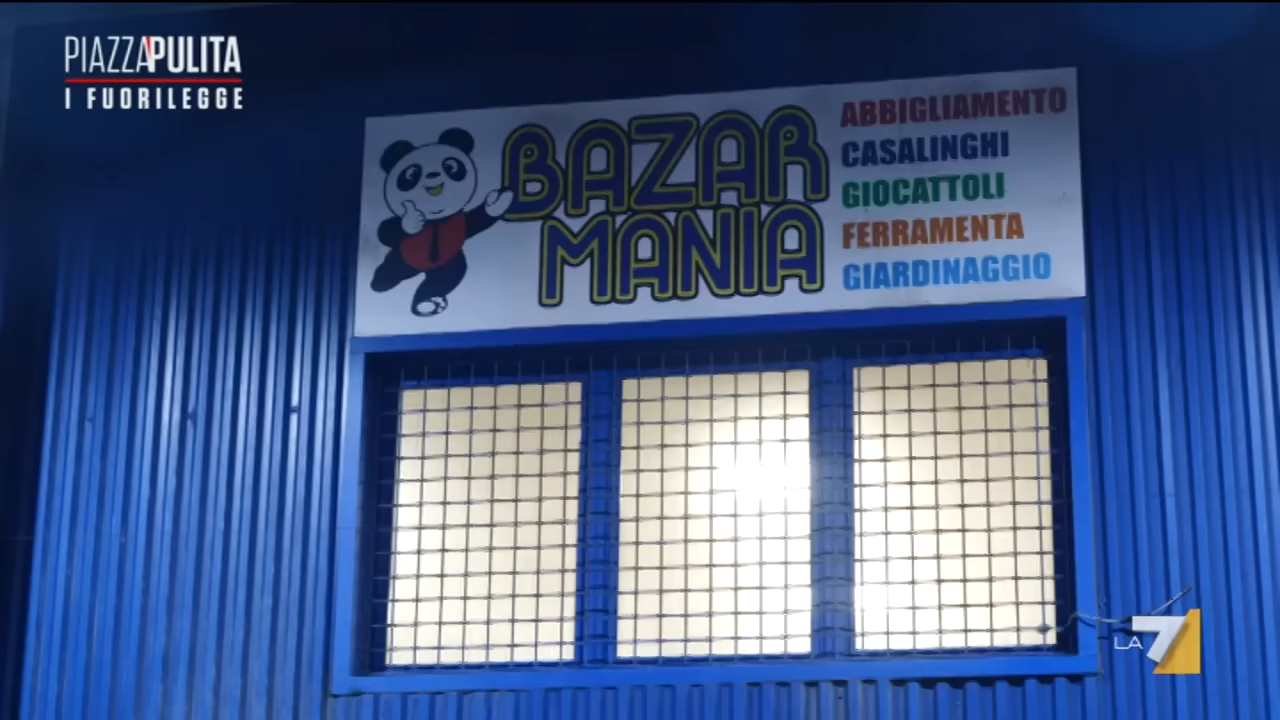 PIAZZAPULITA
I FUORILEGGE
BAZAR
MANIA
ABBIGLIAMENTO
CASALINGHI
GIOCATTOLI
FERRAMENTA
GIARDINAGGIO
LA7